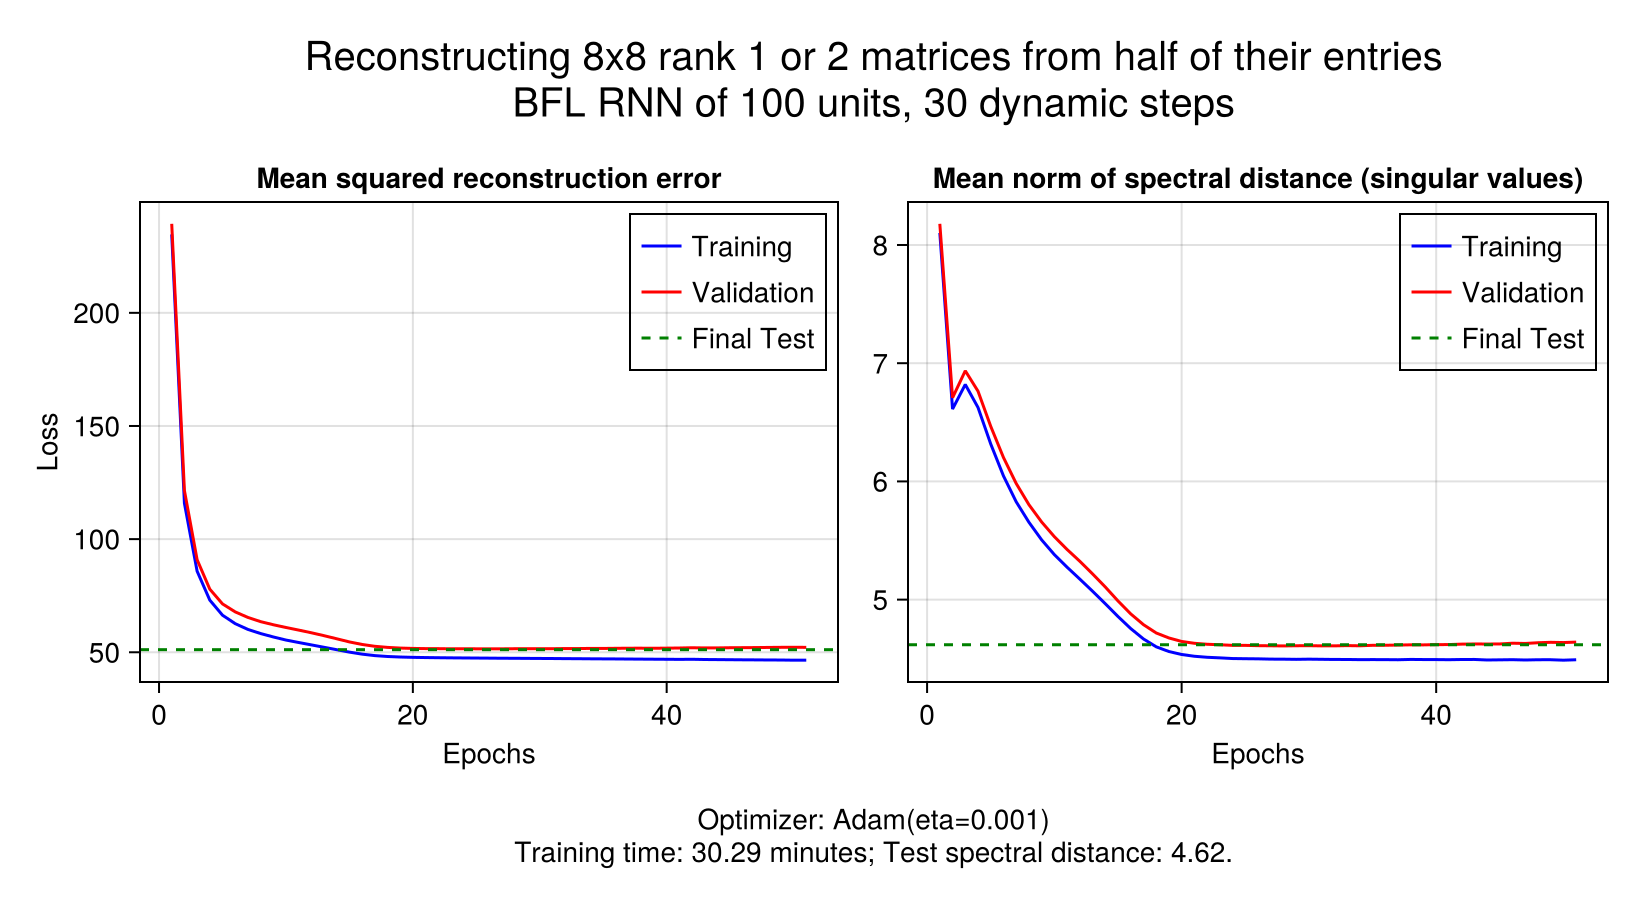 Reconstructing 8x8 rank 1 or 2 matrices from half of their entries
BFL RNN of 100 units, 30 dynamic steps
Mean squared reconstruction error
Loss
200
150
100
50
0
20
40
Epochs
Training
Validation
Final Test
Mean norm of spectral distance (singular values)
8
7
6
5
0
20
40
Epochs
Training
Validation
Final Test
Optimizer: Adam(eta=0.001)
Training time: 30.29 minutes; Test spectral distance: 4.62.